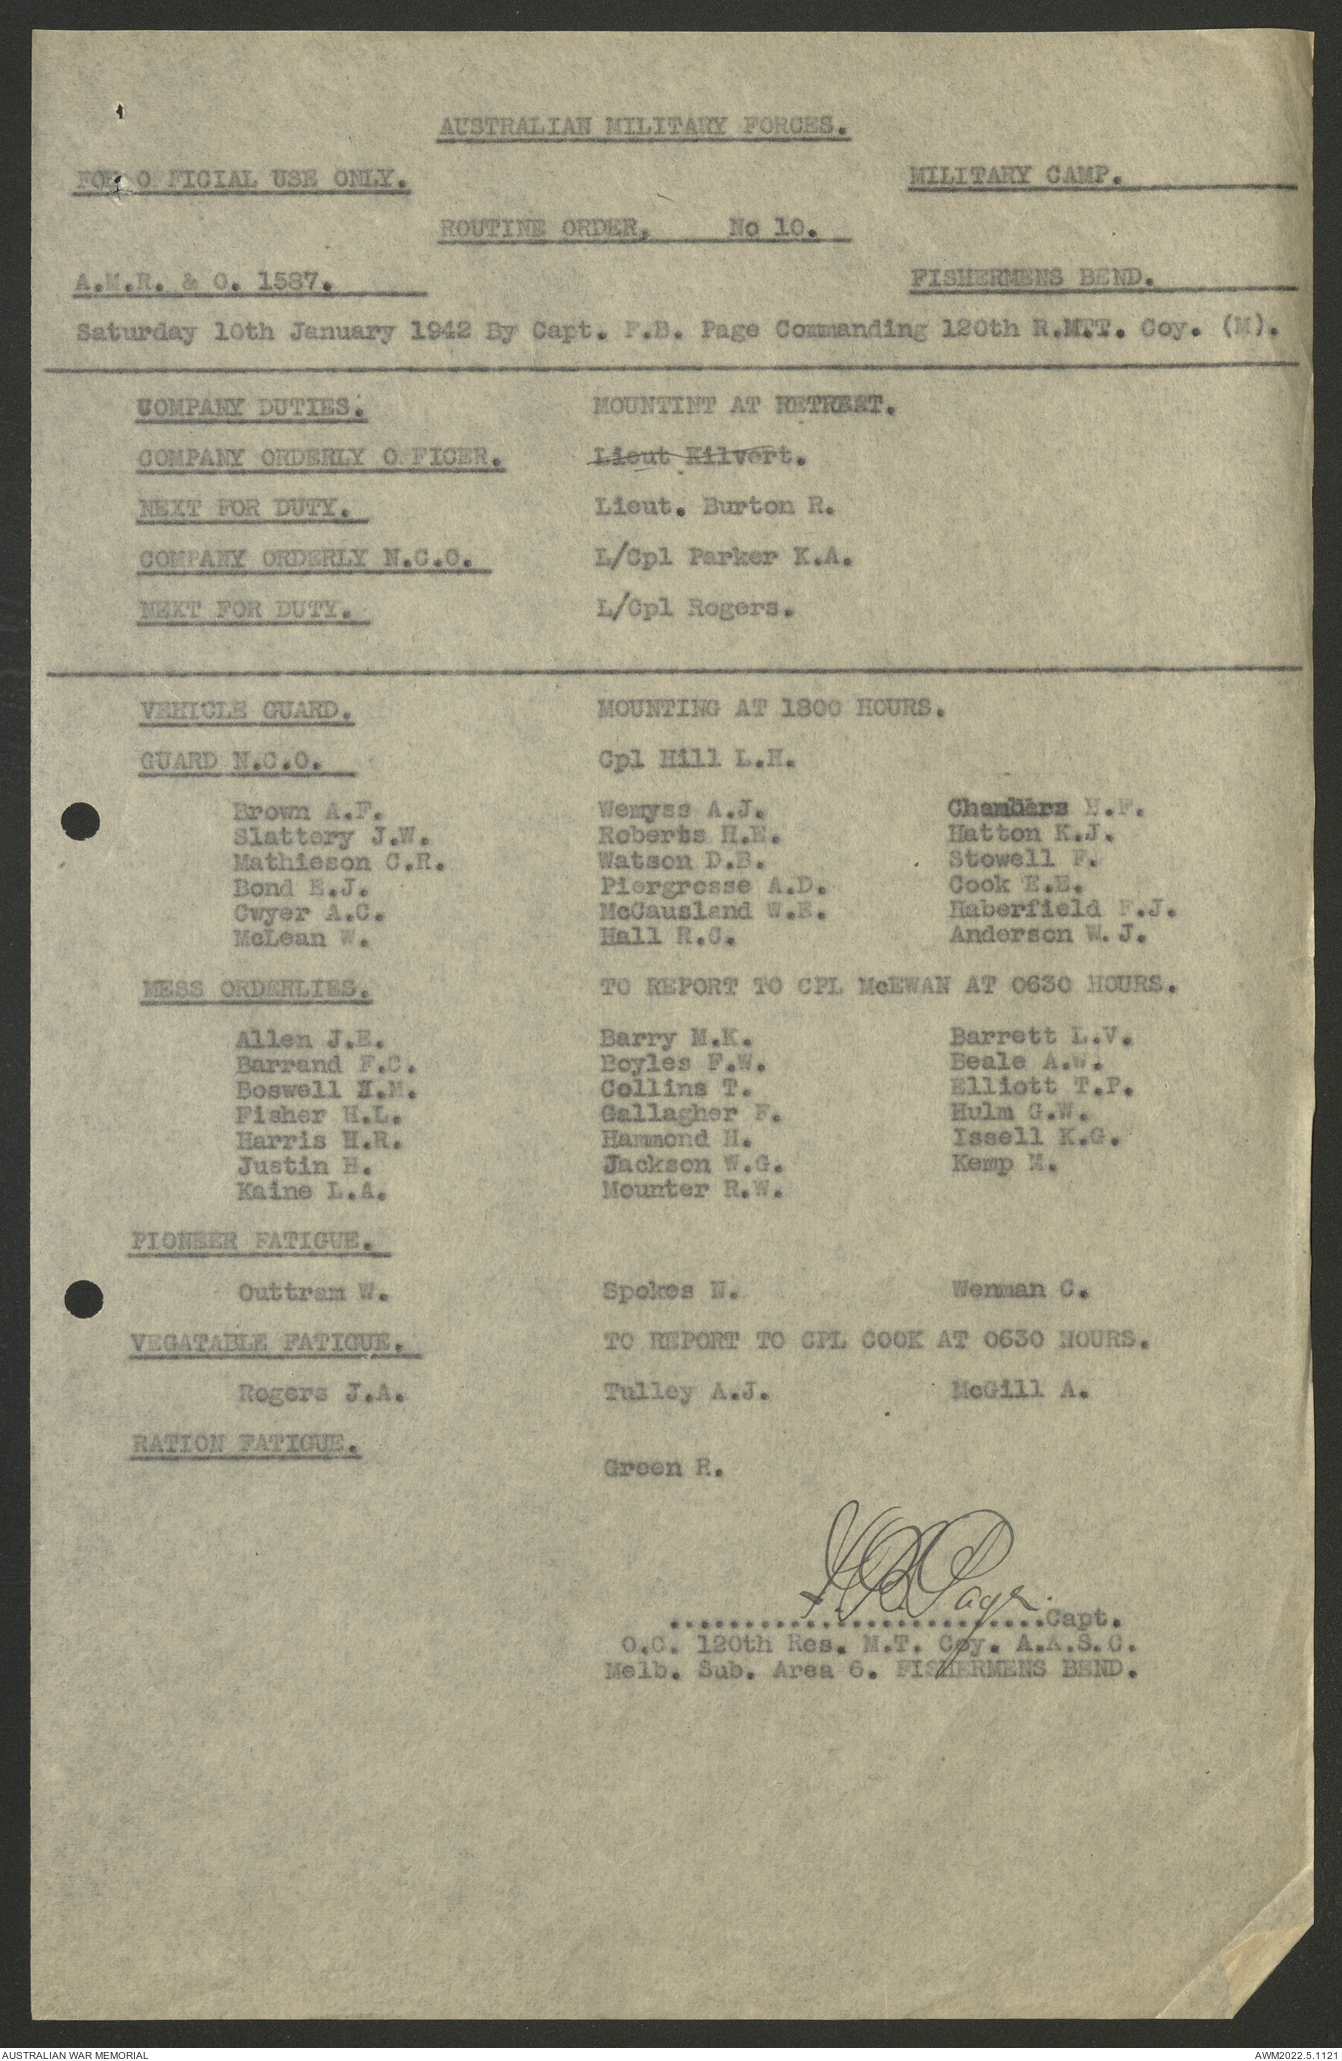 AUSTRALIAN MILITARY FORCES.
FOR OFFICIAL USE ONLY. MILITARY CAMP.
ROUTINE ORDER, No 10.
A.M.R. & O. 1587. FISHERMENS BEND.
Saturday 10th January 1942 By Capt. F.B. Page Commanding 120th R.M.T. Coy. (M).
COMPANY DUTIES. MOUNTINT AT RETREAT.
COMPANY ORDERLY OFFICER. Lieut Kilvert.
NEXT FOR DUTY. Lieut. Burton R.
COMPANY ORDERLY N.C.O. L/Cpl Parker K.A.
NEXT FOR DUTY. L/Cpl Rogers.
VEHICLE GUARD. MOUNTING AT 1800 HOURS.
GUARD N.C.O. Cpl Hill L.H.
Brown A.F. Wemyss A.J. Chambers H.F.
Slattery J.W. Roberts H.E. Hatton K.J.
Mathieson C.R. Watson D.B. Stowell F.
Bond E.J. Piergrosse A.D. Cook E.E.
Cwyer A.C. McCausland W.E. Haberfield F.J.
McLean W. Hall R.C. Anderson W.J.
MESS ORDERLIES. TO REPORT TO CPL McEWAN AT 0630 HOURS.
Allen J.E. Barry M.K. Barrett L.V.
Barrand F.C. Boyles F.W. Beale A.W.
Boswell H.M. Collins T. Elliott T.P.
Fisher H.L. Gallagher F. Hulm G.W.
Harris H.R. Hammond H. Issell K.G.
Justin H. Jackson W.G. Kemp M.
Kaine L.A. Mounter R.W.
PIONEER FATIGUE.
Outtram W. Spokes N. Wenman C.
VEGATABLE FATIGUE. TO REPORT TO CPL COOK AT 0630 HOURS.
Rogers J.A. Tulley A.J. McGill A.
RATION FATIGUE.
Green R.
F B Page.
..........................Capt.
O.C. 120th Res. M.T. Coy. A.A.S.C.
Melb. Sub. Area 6. FISHERMENS BEND.
AUSTRALIAN WAR MEMORIAL AWM2022.5.1121